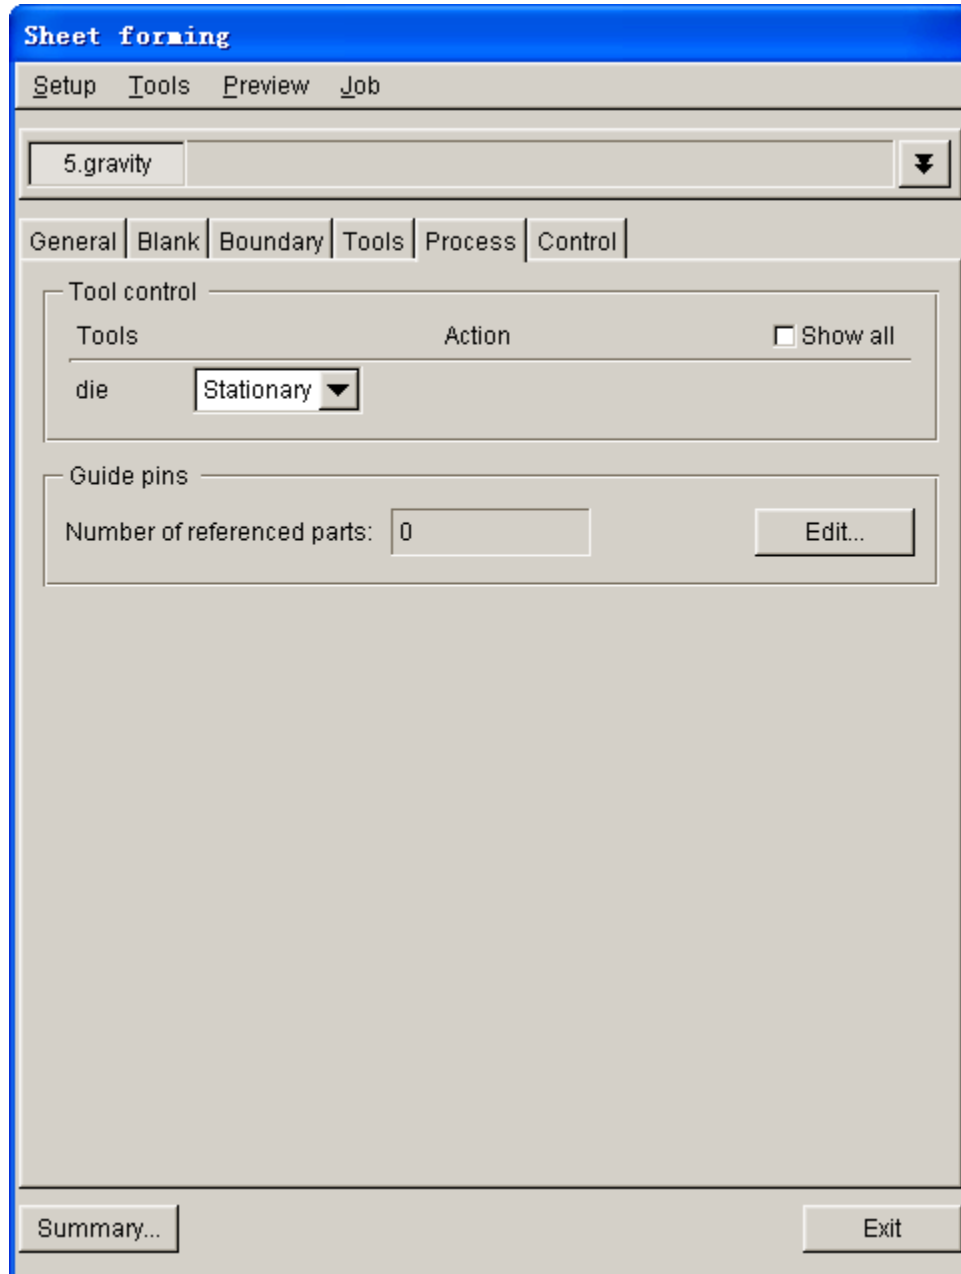 Sheet forming
Setup Tools Preview Job
5.gravity
General Blank Boundary Tools Process Control
Tool control
Tools Action Show all
die Stationary
Guide pins
Number of referenced parts: 0 Edit...
Summary... Exit